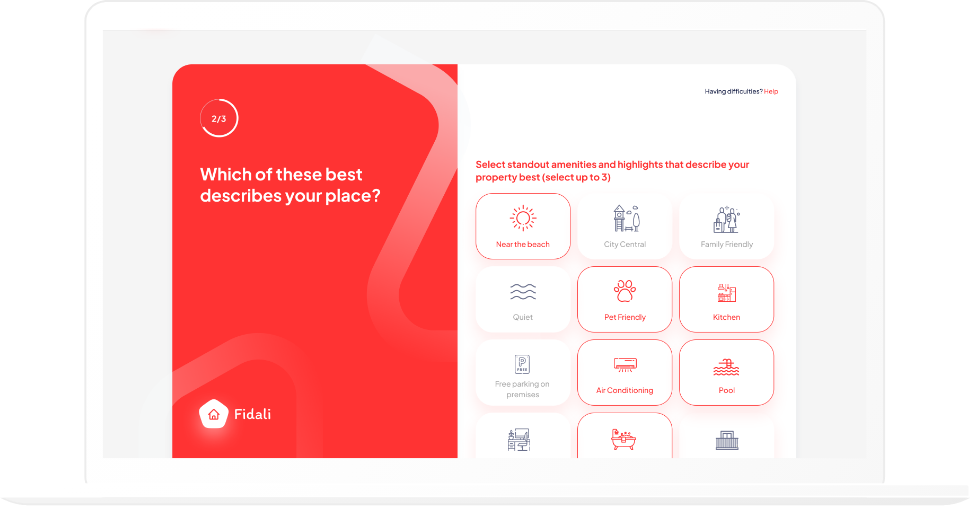 2/3
Which of these best
describes your place?
Fidali
Having difficulties? Help
Select standout amenities and highlights that describe your
property best (select up to 3)
Near the beach
City Central
Family Friendly
Quiet
Pet Friendly
Kitchen
P
FREE
Free parking on
premises
Air Conditioning
Pool